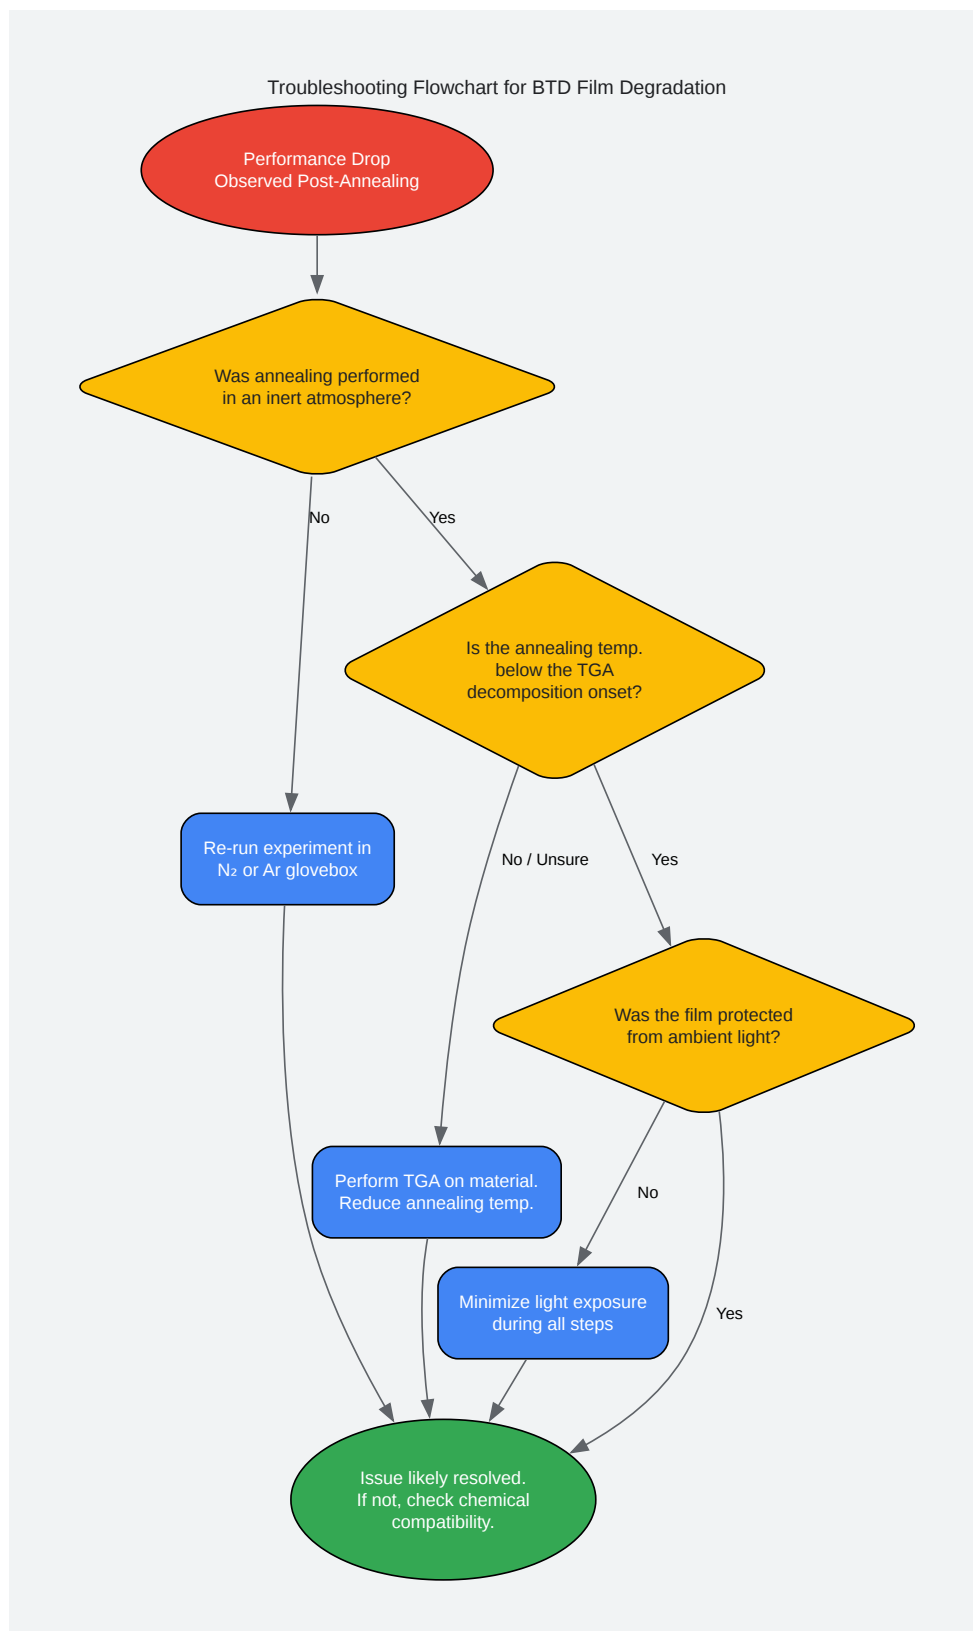 Troubleshooting Flowchart for BTD Film Degradation
Performance Drop
Observed Post-Annealing
Was annealing performed
in an inert atmosphere?
No
Yes
Is the annealing temp.
below the TGA
decomposition onset?
Re-run experiment in
N₂ or Ar glovebox
No / Unsure
Yes
Was the film protected
from ambient light?
Perform TGA on material.
Reduce annealing temp.
No
Minimize light exposure
during all steps
Yes
Issue likely resolved.
If not, check chemical
compatibility.